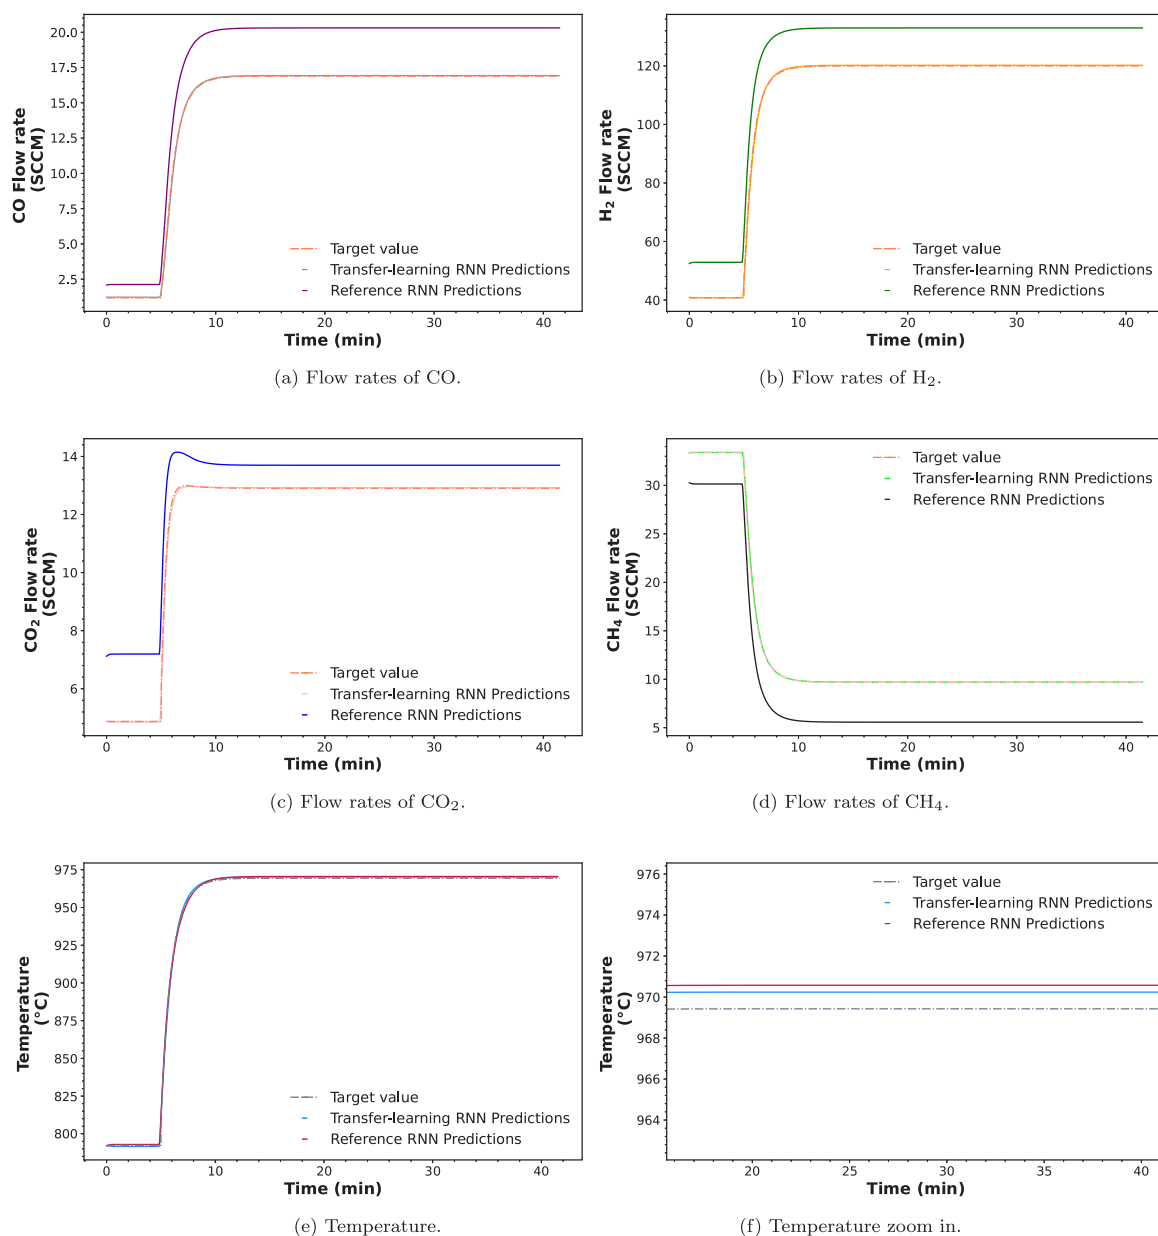 20.0
17.5
15.0
12.5
10.0
7.5
5.0
2.5
CO Flow rate
(SCCM)
Target value
Transfer-learning RNN Predictions
Reference RNN Predictions
0 10 20 30 40
Time (min)
(a) Flow rates of CO.
120
100
80
60
40
H2 Flow rate
(SCCM)
Target value
Transfer-learning RNN Predictions
Reference RNN Predictions
0 10 20 30 40
Time (min)
(b) Flow rates of H2.
14
12
10
8
6
CO2 Flow rate
(SCCM)
Target value
Transfer-learning RNN Predictions
Reference RNN Predictions
0 10 20 30 40
Time (min)
(c) Flow rates of CO2.
30
25
20
15
10
5
CH4 Flow rate
(SCCM)
Target value
Transfer-learning RNN Predictions
Reference RNN Predictions
0 10 20 30 40
Time (min)
(d) Flow rates of CH4.
975
950
925
900
875
850
825
800
Temperature
(°C)
Target value
Transfer-learning RNN Predictions
Reference RNN Predictions
0 10 20 30 40
Time (min)
(e) Temperature.
976
974
972
970
968
966
964
Temperature
(°C)
Target value
Transfer-learning RNN Predictions
Reference RNN Predictions
20 25 30 35 40
Time (min)
(f) Temperature zoom in.